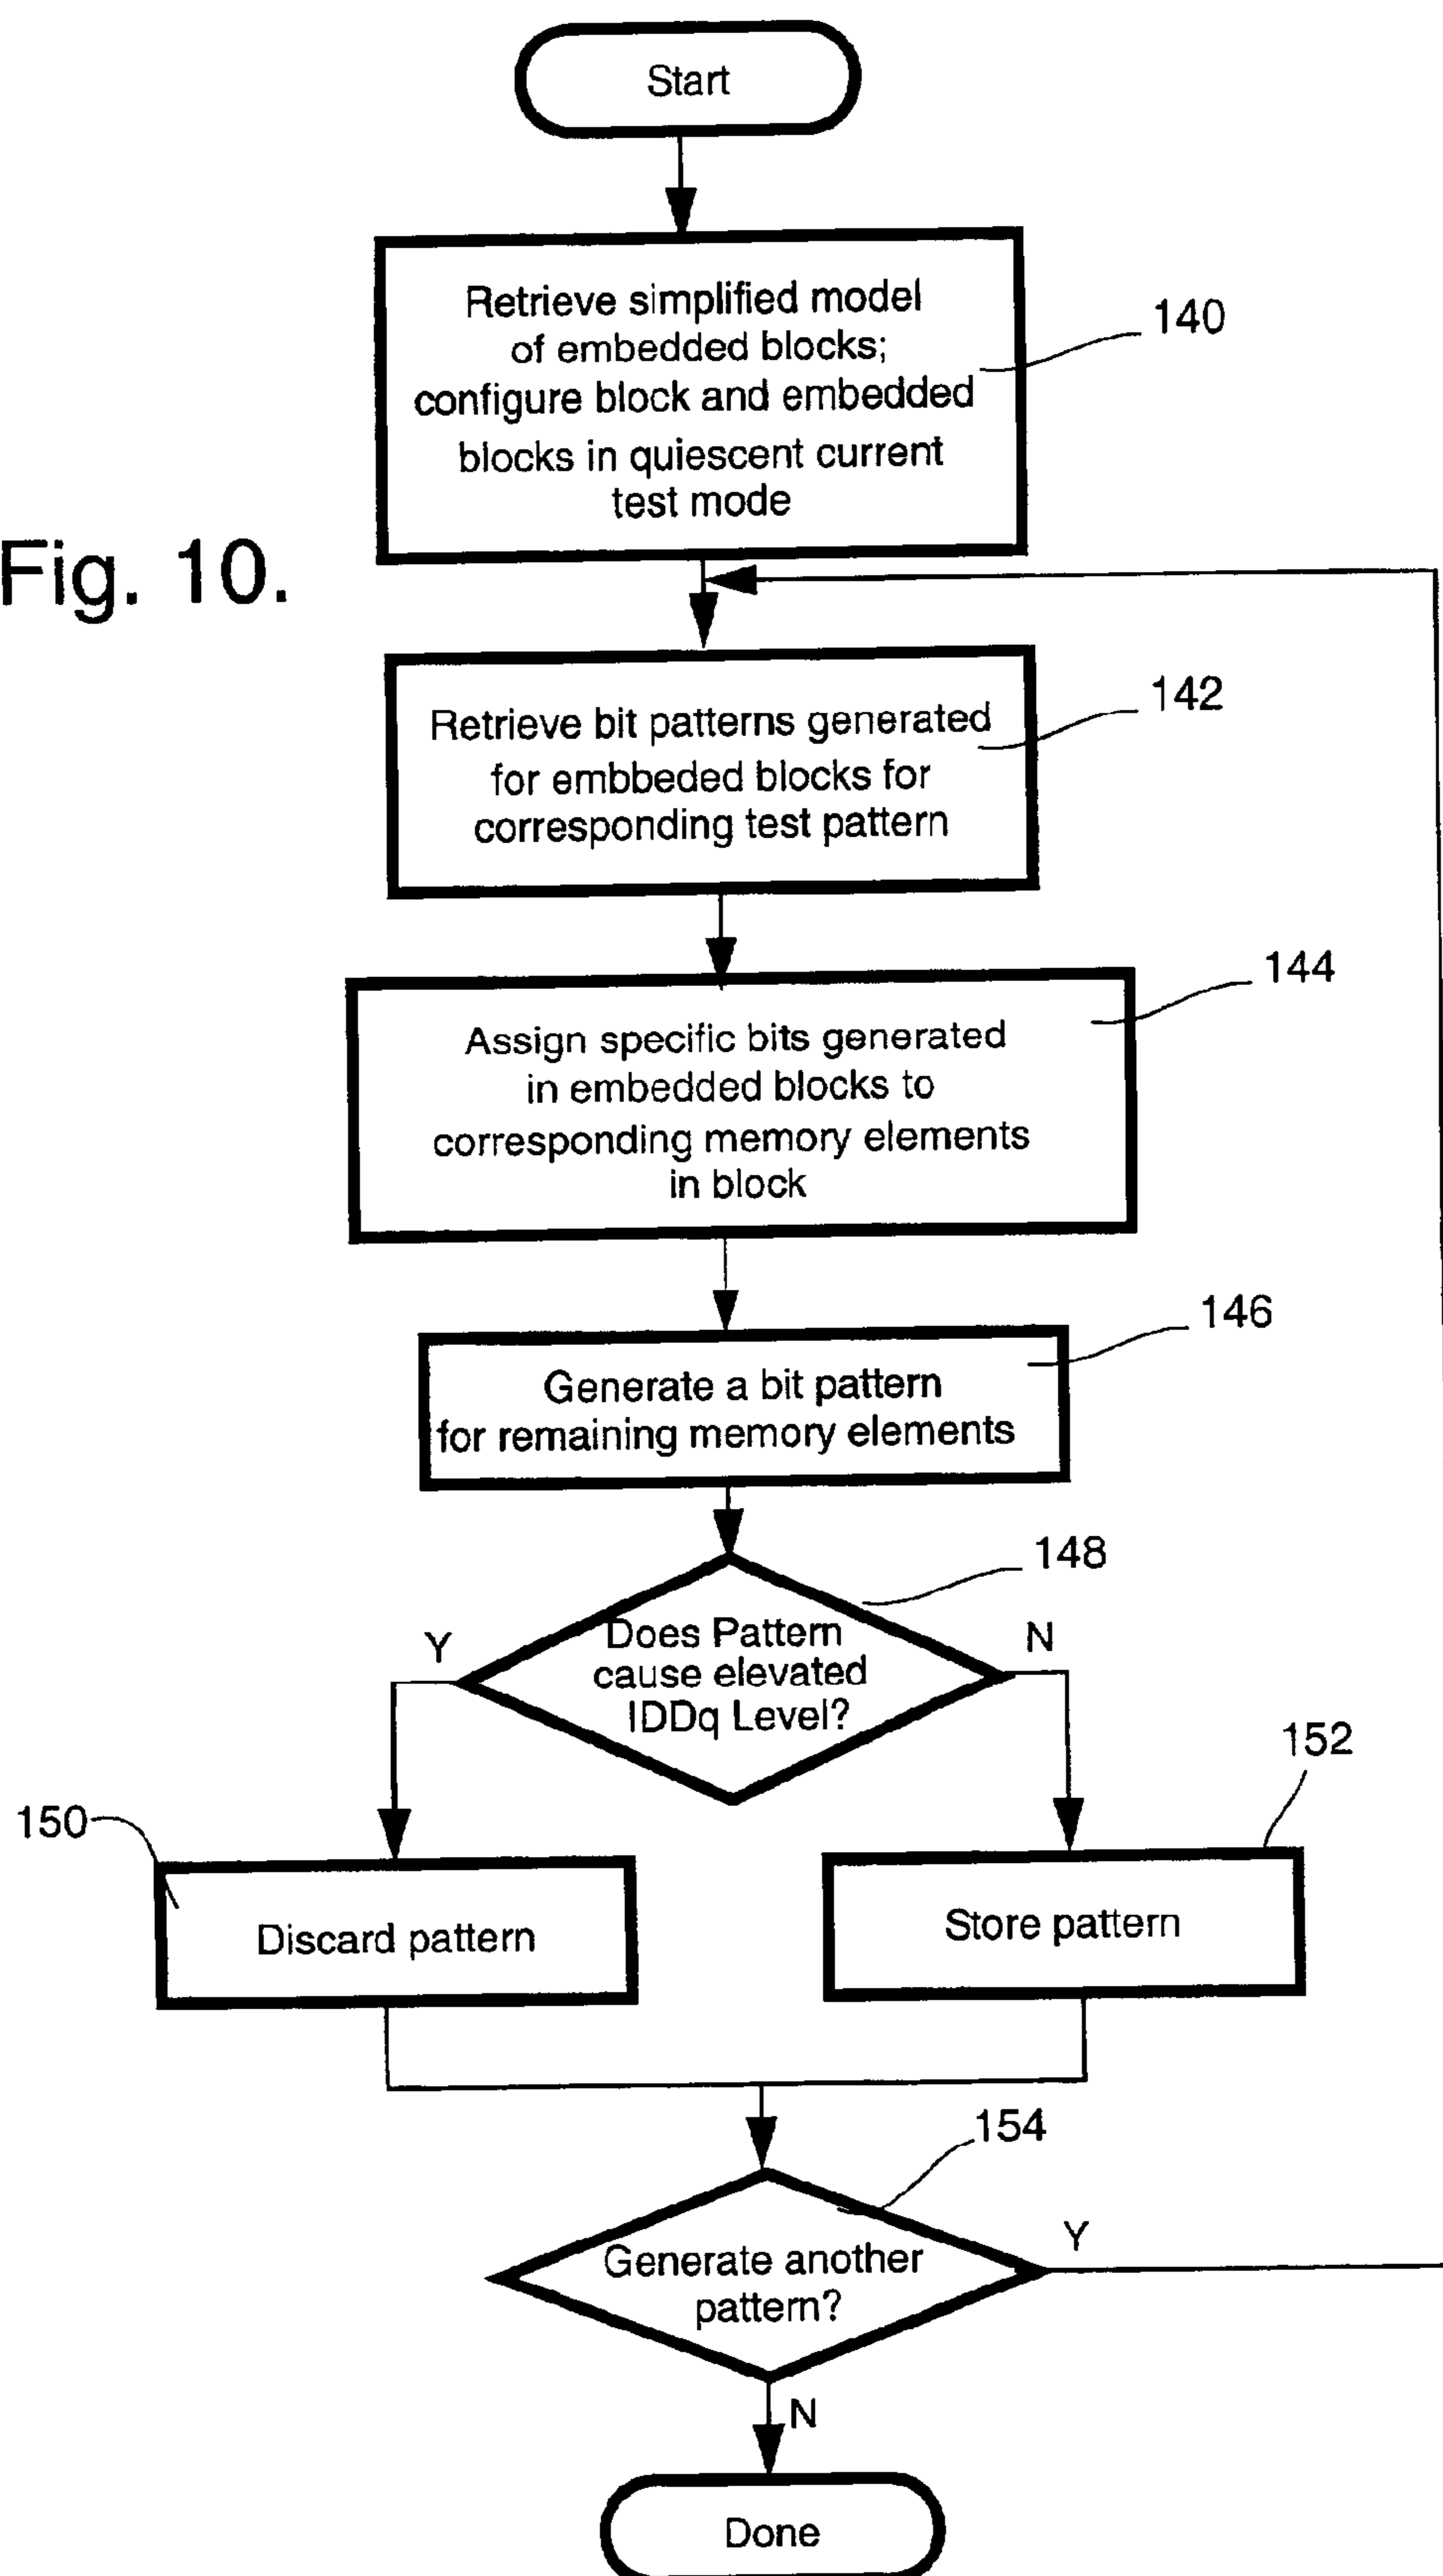 Start
Retrieve simplified model
of embedded blocks;
configure block and embedded
blocks in quiescent current
test mode
140
Fig. 10.
Retrieve bit patterns generated
for embbeded blocks for
corresponding test pattern
142
Assign specific bits generated
in embedded blocks to
corresponding memory elements
in block
144
Generate a bit pattern
for remaining memory elements
146
Does Pattern
cause elevated
IDDq Level?
148
Y
N
150
Discard pattern
152
Store pattern
154
Generate another
pattern?
Y
N
Done